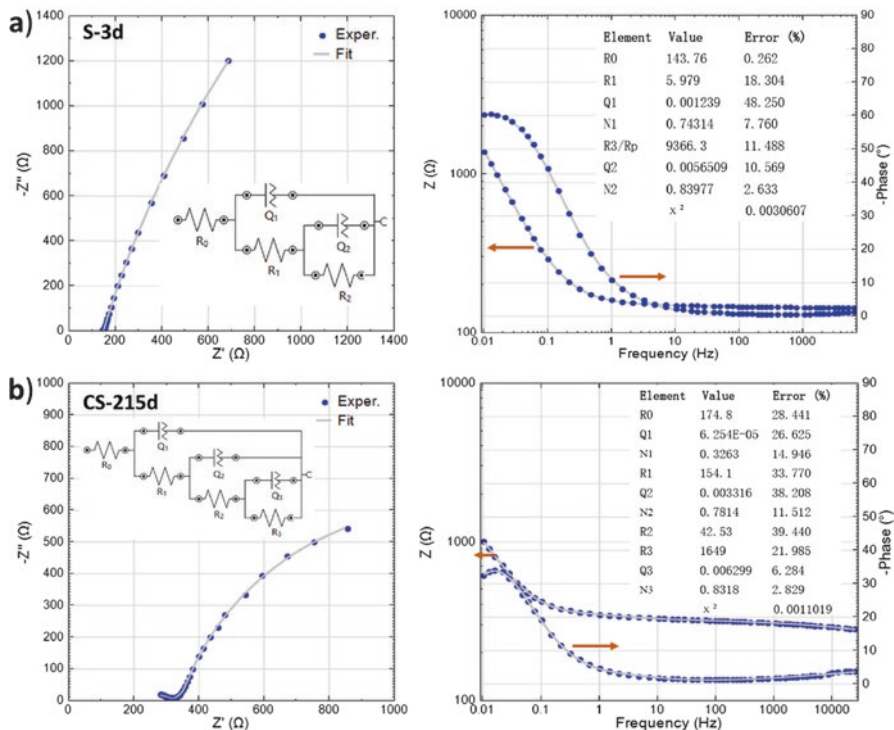 a)
S-3d
Exper.
Fit
-1400
-1200
-1000
-800
-600
-400
-200
0
-Z" (Ω)
R0
Q1
R1
Q2
R2
C
0 200 400 600 800 1000 1200 1400
Z' (Ω)
10000
1000
100
Z (Ω)
Element Value Error (%)
R0 143.76 0.262
R1 5.979 18.304
Q1 0.001239 48.250
N1 0.74314 7.760
R3/Rp 9366.3 11.488
Q2 0.0056509 10.569
N2 0.83977 2.633
x² 0.0030607
90
80
70
60
50
40
30
20
10
0
-Phase (°)
0.01 0.1 1 10 100 1000
Frequency (Hz)
b)
CS-215d
Exper.
Fit
1000
900
800
700
600
500
400
300
200
100
0
-Z" (Ω)
R0
Q1
R1
Q2
R2
Q3
R3
C
0 200 400 600 800 1000
Z' (Ω)
10000
1000
100
Z (Ω)
Element Value Error (%)
R0 174.8 28.441
Q1 6.254E-05 26.625
N1 0.3263 14.946
R1 154.1 33.770
Q2 0.003316 38.208
N2 0.7814 11.512
R2 42.53 39.440
R3 1649 21.985
Q3 0.006299 6.284
N3 0.8318 2.829
x² 0.0011019
90
80
70
60
50
40
30
20
10
0
-Phase (°)
0.01 0.1 1 10 100 1000 10000
Frequency (Hz)